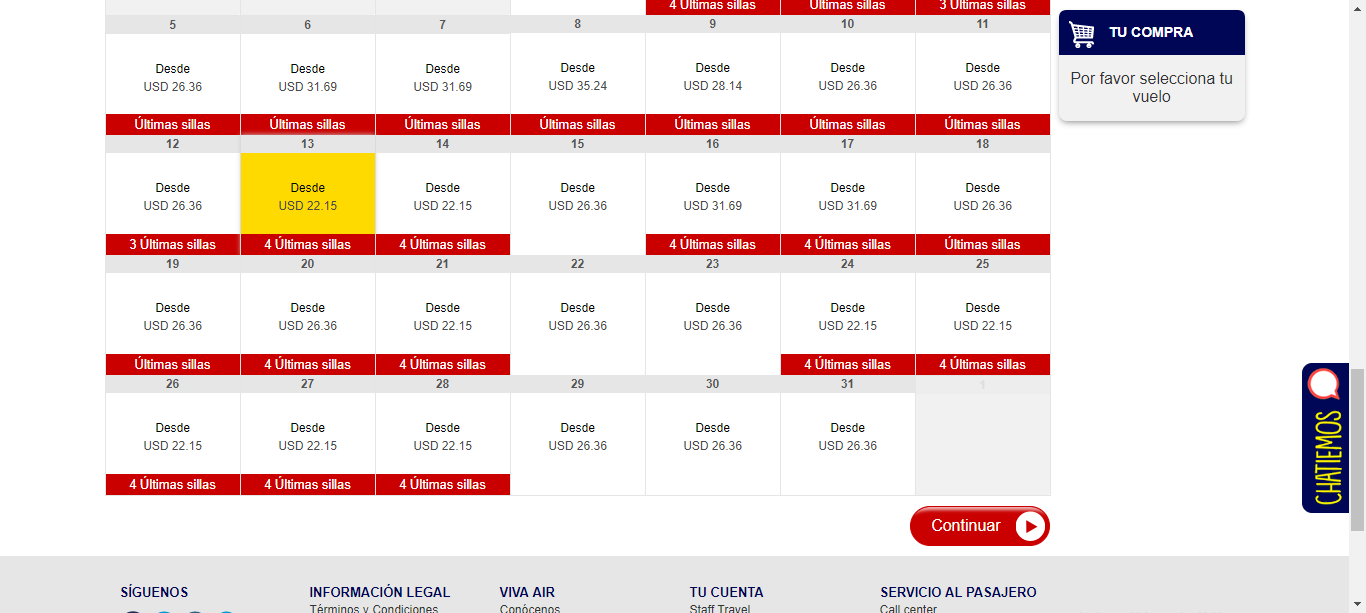 4 Últimas sillas Últimas sillas 3 Últimas sillas
5 6 7 8 9 10 11
Desde Desde Desde Desde Desde Desde Desde
USD 26.36 USD 31.69 USD 31.69 USD 35.24 USD 28.14 USD 26.36 USD 26.36
Últimas sillas Últimas sillas Últimas sillas Últimas sillas Últimas sillas Últimas sillas Últimas sillas
12 13 14 15 16 17 18
Desde Desde Desde Desde Desde Desde Desde
USD 26.36 USD 22.15 USD 22.15 USD 26.36 USD 31.69 USD 31.69 USD 26.36
3 Últimas sillas 4 Últimas sillas 4 Últimas sillas 4 Últimas sillas 4 Últimas sillas Últimas sillas
19 20 21 22 23 24 25
Desde Desde Desde Desde Desde Desde Desde
USD 26.36 USD 26.36 USD 22.15 USD 26.36 USD 26.36 USD 22.15 USD 22.15
Últimas sillas 4 Últimas sillas 4 Últimas sillas 4 Últimas sillas 4 Últimas sillas
26 27 28 29 30 31 1
Desde Desde Desde Desde Desde Desde
USD 22.15 USD 22.15 USD 22.15 USD 26.36 USD 26.36 USD 26.36
4 Últimas sillas 4 Últimas sillas 4 Últimas sillas
Continuar
TU COMPRA
Por favor selecciona tu
vuelo
CHATIEMOS
SÍGUENOS INFORMACIÓN LEGAL VIVA AIR TU CUENTA SERVICIO AL PASAJERO
Términos y Condiciones Conócenos Staff Travel Call center